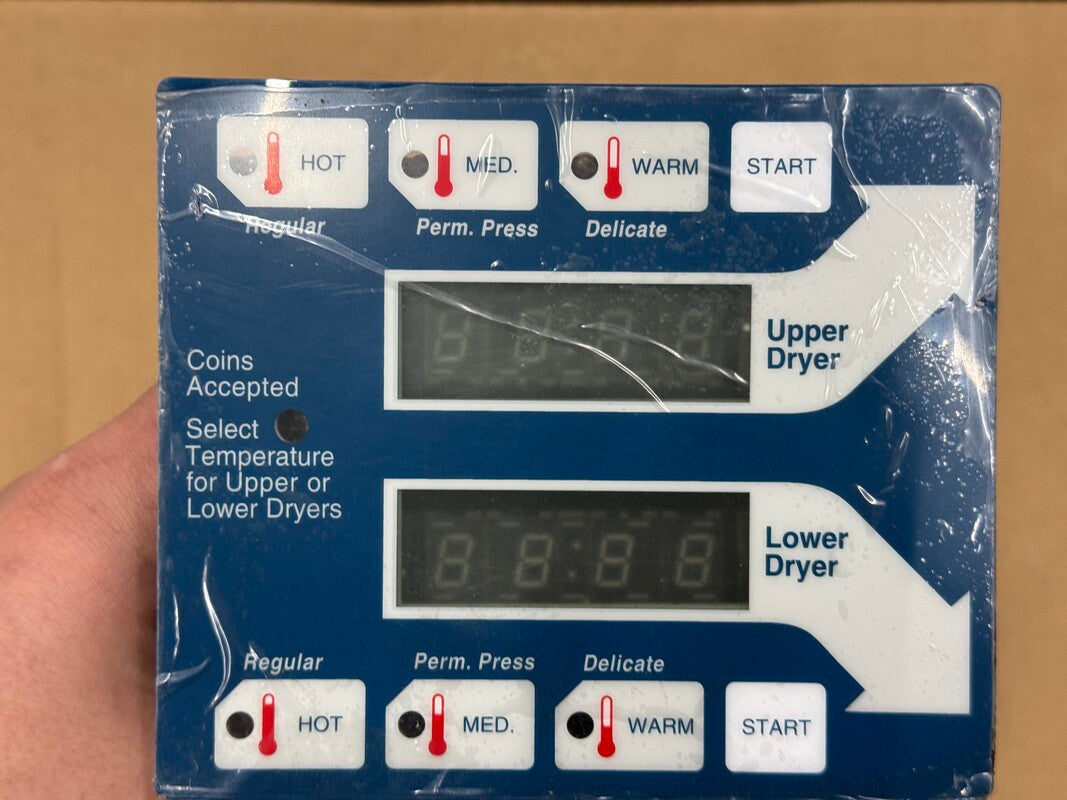 HOT MED. WARM START
Regular Perm. Press Delicate
Upper
Dryer
Coins
Accepted
Select
Temperature
for Upper or
Lower Dryers
Lower
Dryer
Regular Perm. Press Delicate
HOT MED. WARM START